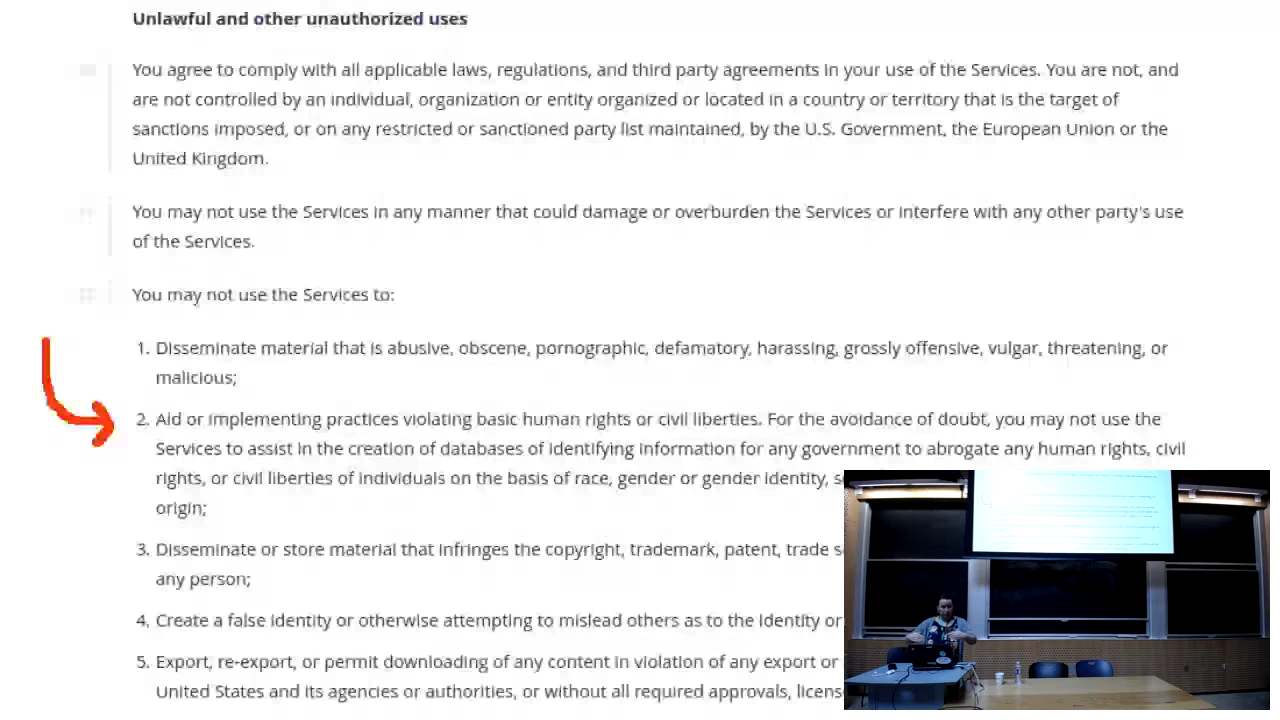 Unlawful and other unauthorized uses
You agree to comply with all applicable laws, regulations, and third party agreements in your use of the Services. You are not, and
are not controlled by an individual, organization or entity organized or located in a country or territory that is the target of
sanctions imposed, or on any restricted or sanctioned party list maintained, by the U.S. Government, the European Union or the
United Kingdom.
You may not use the Services in any manner that could damage or overburden the Services or interfere with any other party's use
of the Services.
You may not use the Services to:
1. Disseminate material that is abusive, obscene, pornographic, defamatory, harassing, grossly offensive, vulgar, threatening, or
malicious;
2. Aid or implementing practices violating basic human rights or civil liberties. For the avoidance of doubt, you may not use the
Services to assist in the creation of databases of identifying information for any government to abrogate any human rights, civil
rights, or civil liberties of individuals on the basis of race, gender or gender identity,
origin;
3. Disseminate or store material that infringes the copyright, trademark, patent, trade
any person;
4. Create a false identity or otherwise attempting to mislead others as to the identity or
5. Export, re-export, or permit downloading of any content in violation of any export or
United States and its agencies or authorities, or without all required approvals,